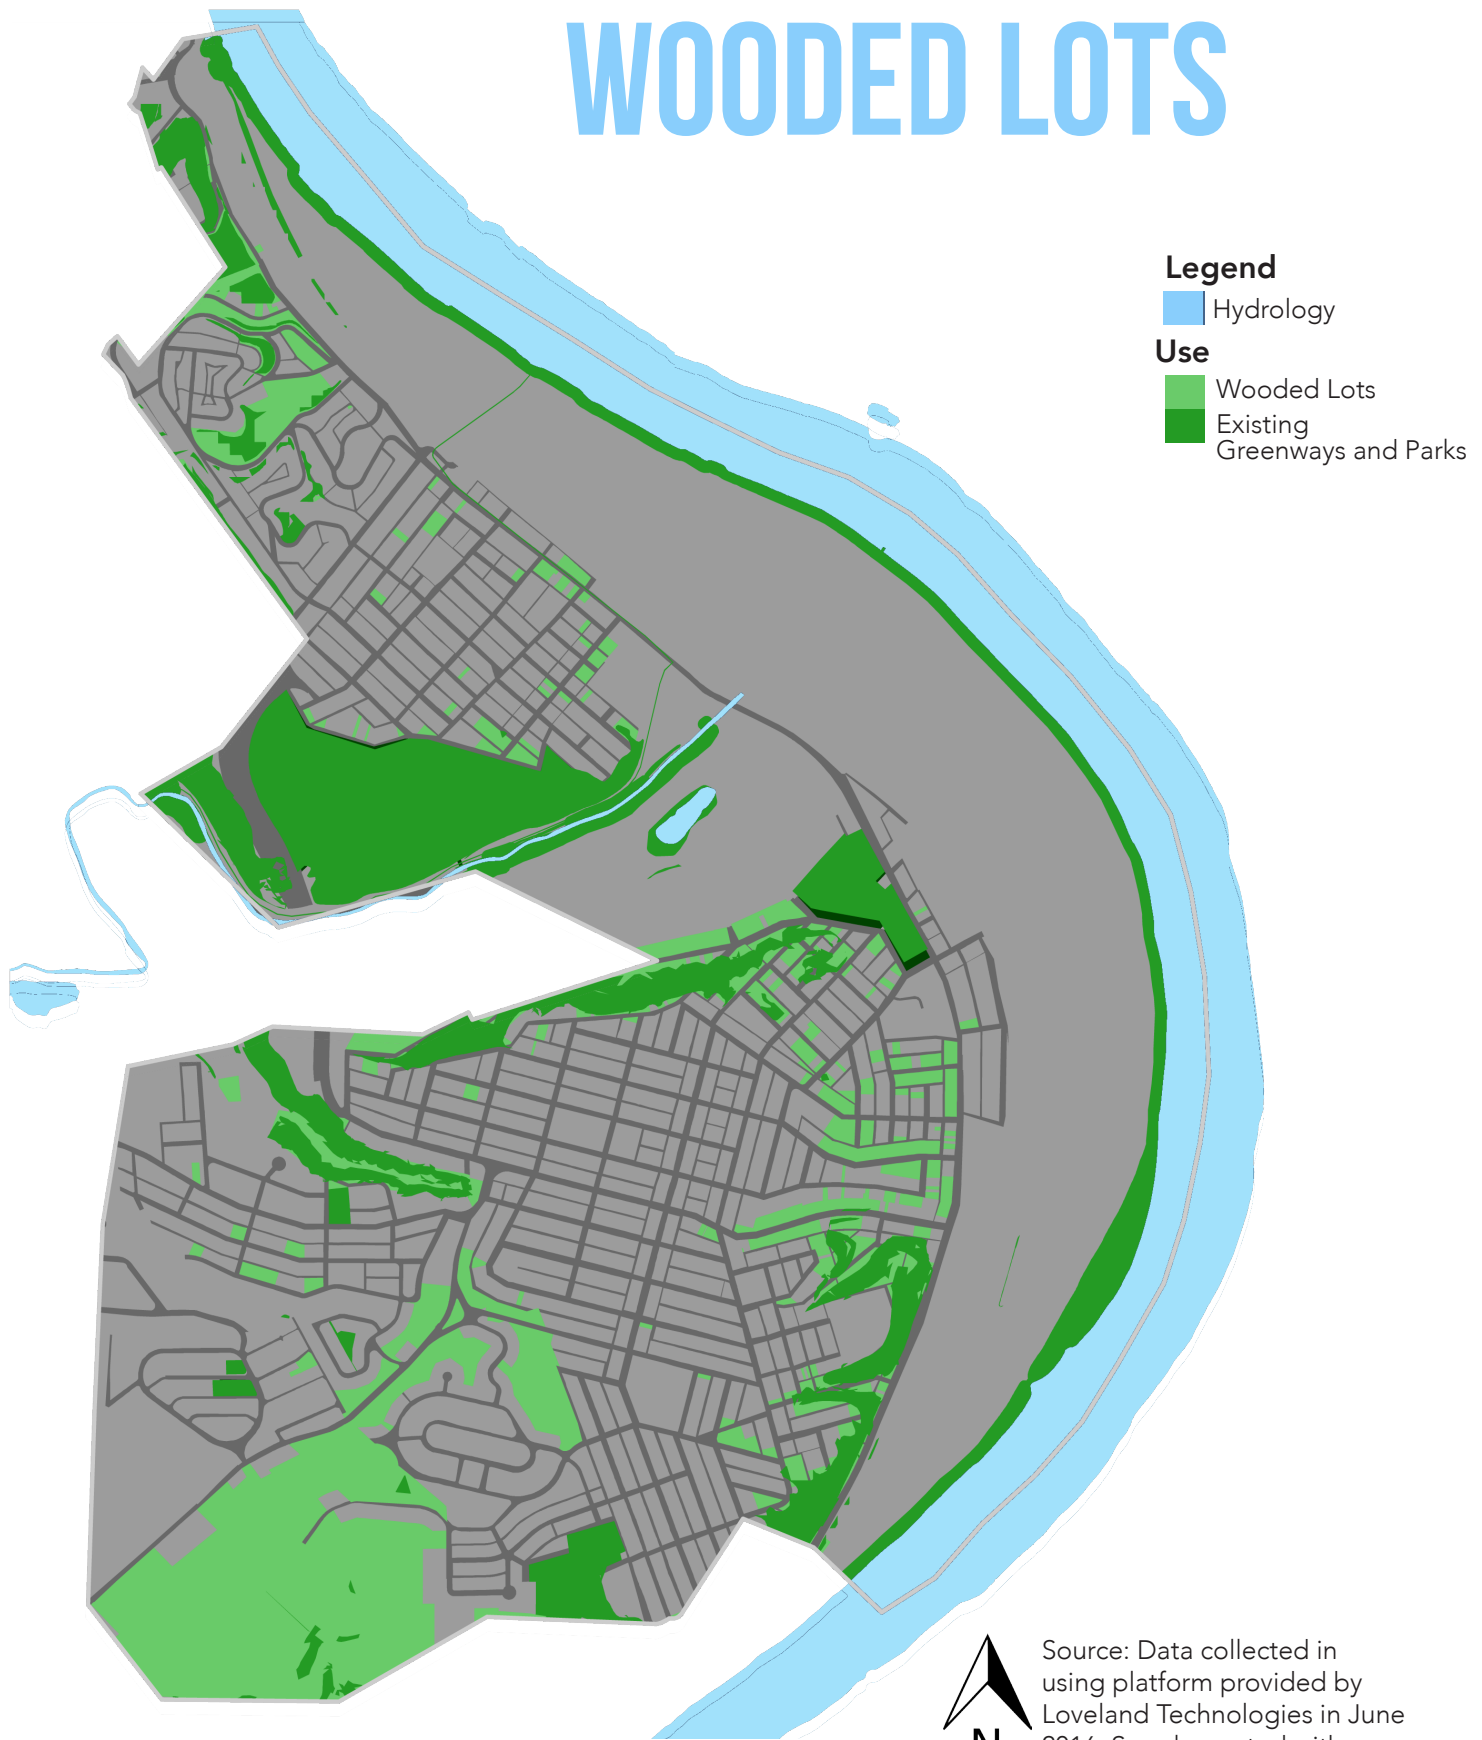 WOODED LOTS
Legend
Hydrology
Use
Wooded Lots
Existing
Greenways and Parks
Source: Data collected in
using platform provided by
Loveland Technologies in June
N